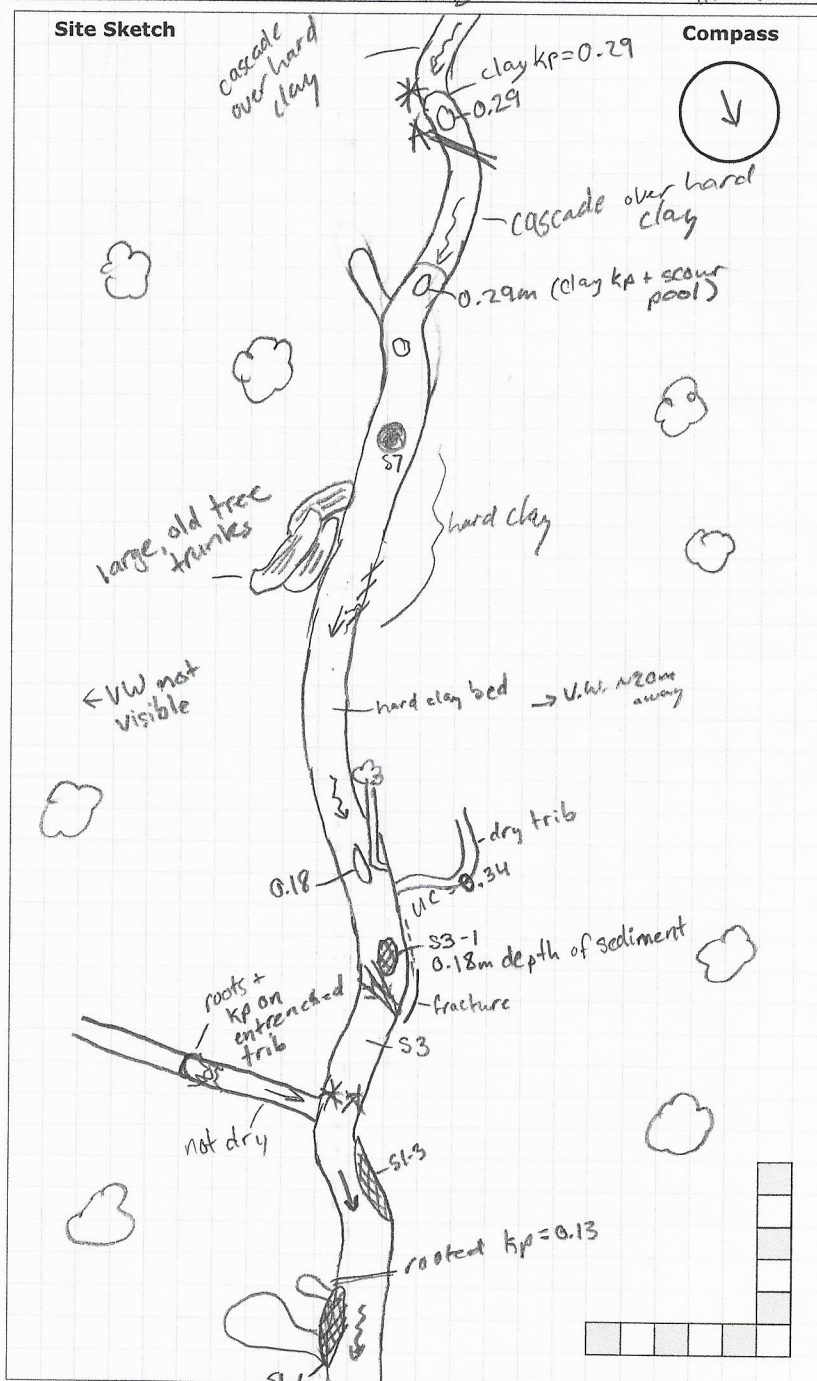 Site Sketch
Compass
cascade
over hard
clay
clay kp=0.29
0.29
cascade over hard
clay
0.29m (clay kp + scour
pool)
S7
large, old tree
trunks
hard clay
← VW not
visible
hard clay bed
→ V.W. ~20m
away
dry trib
0.18
0.34
UC
S3-1
0.18m depth of sediment
roots +
kp on
entrenched
trib
fracture
S3
not dry
S1-3
rooted kp=0.13